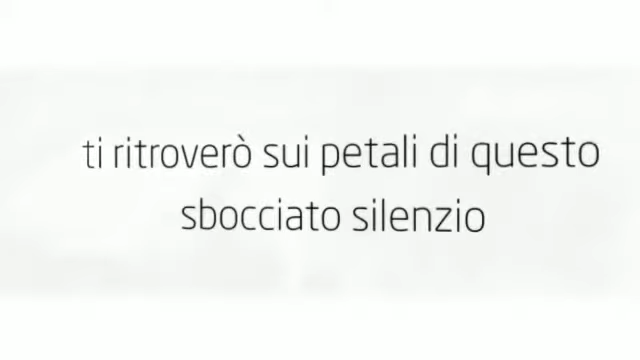 ti ritroverò sui petali di questo
sbocciato silenzio